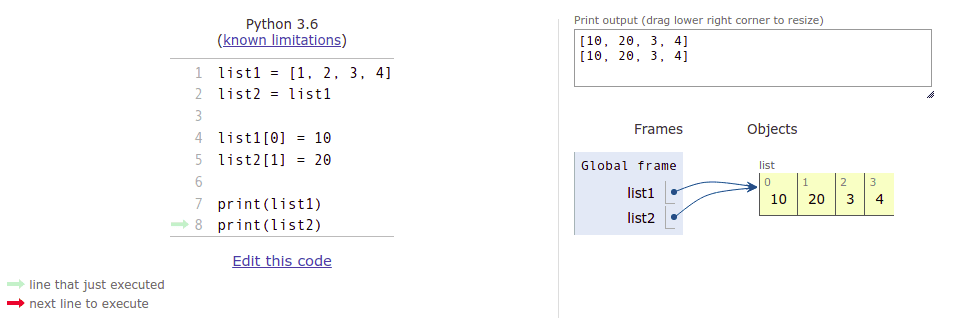 Python 3.6
(known limitations)
1 list1 = [1, 2, 3, 4]
2 list2 = list1
3
4 list1[0] = 10
5 list2[1] = 20
6
7 print(list1)
8 print(list2)
Edit this code
line that just executed
next line to execute
Print output (drag lower right corner to resize)
[10, 20, 3, 4]
[10, 20, 3, 4]
Frames Objects
Global frame
list1
list2
list
0 1 2 3
10 20 3 4